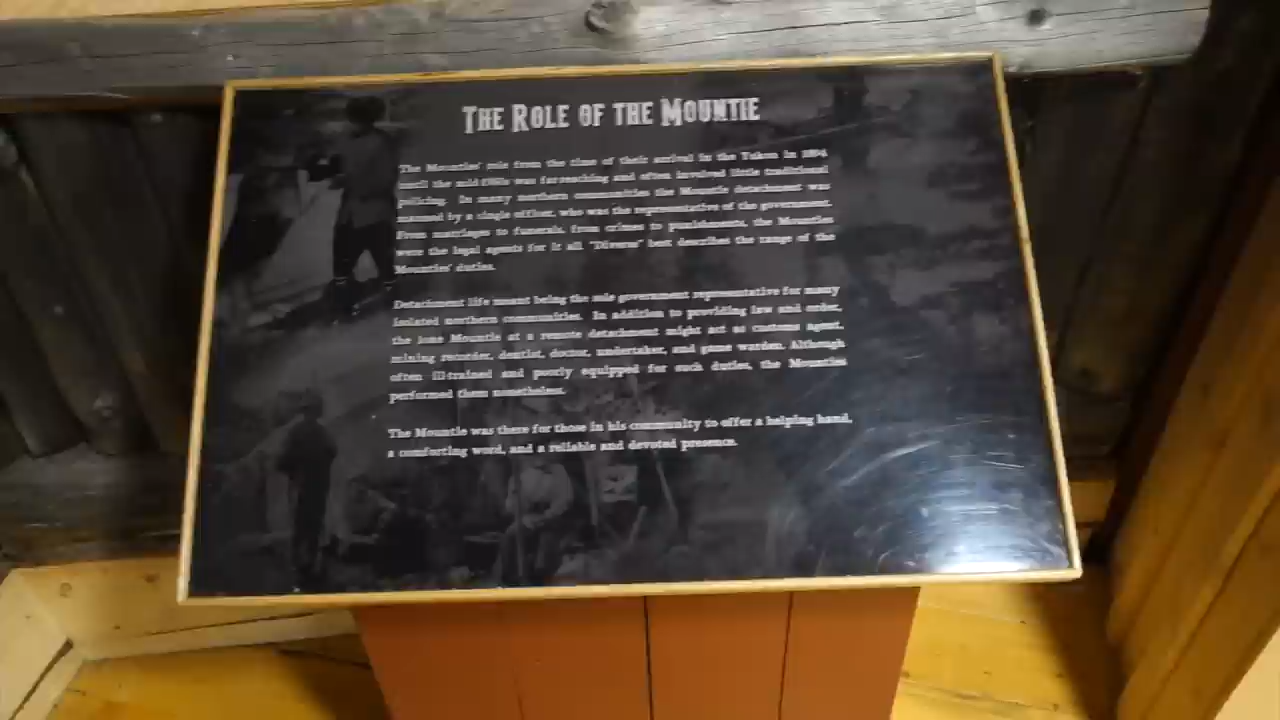 THE ROLE OF THE MOUNTIE
The Mounties' role from the time of their arrival in the Yukon in 1894
until the mid was far reaching and often involved little traditional
policing. In many northern communities the Mountie detachment was
manned by a single officer, who was the representative of the government.
From marriages to funerals, from crimes to punishments, the Mounties
were the legal agents for it all "Diverse" best describes the range of the
Mounties' duties.
Detachment life meant being the sole government representative for many
isolated northern communities. In addition to providing law and order,
the lone Mountie at a remote detachment might act as customs agent,
mining recorder, dentist, doctor, undertaker, and game warden. Although
often ill-trained and poorly equipped for such duties, the Mounties
performed them nonetheless.
The Mountie was there for those in his community to offer a helping hand,
a comforting word, and a reliable and devoted presence.